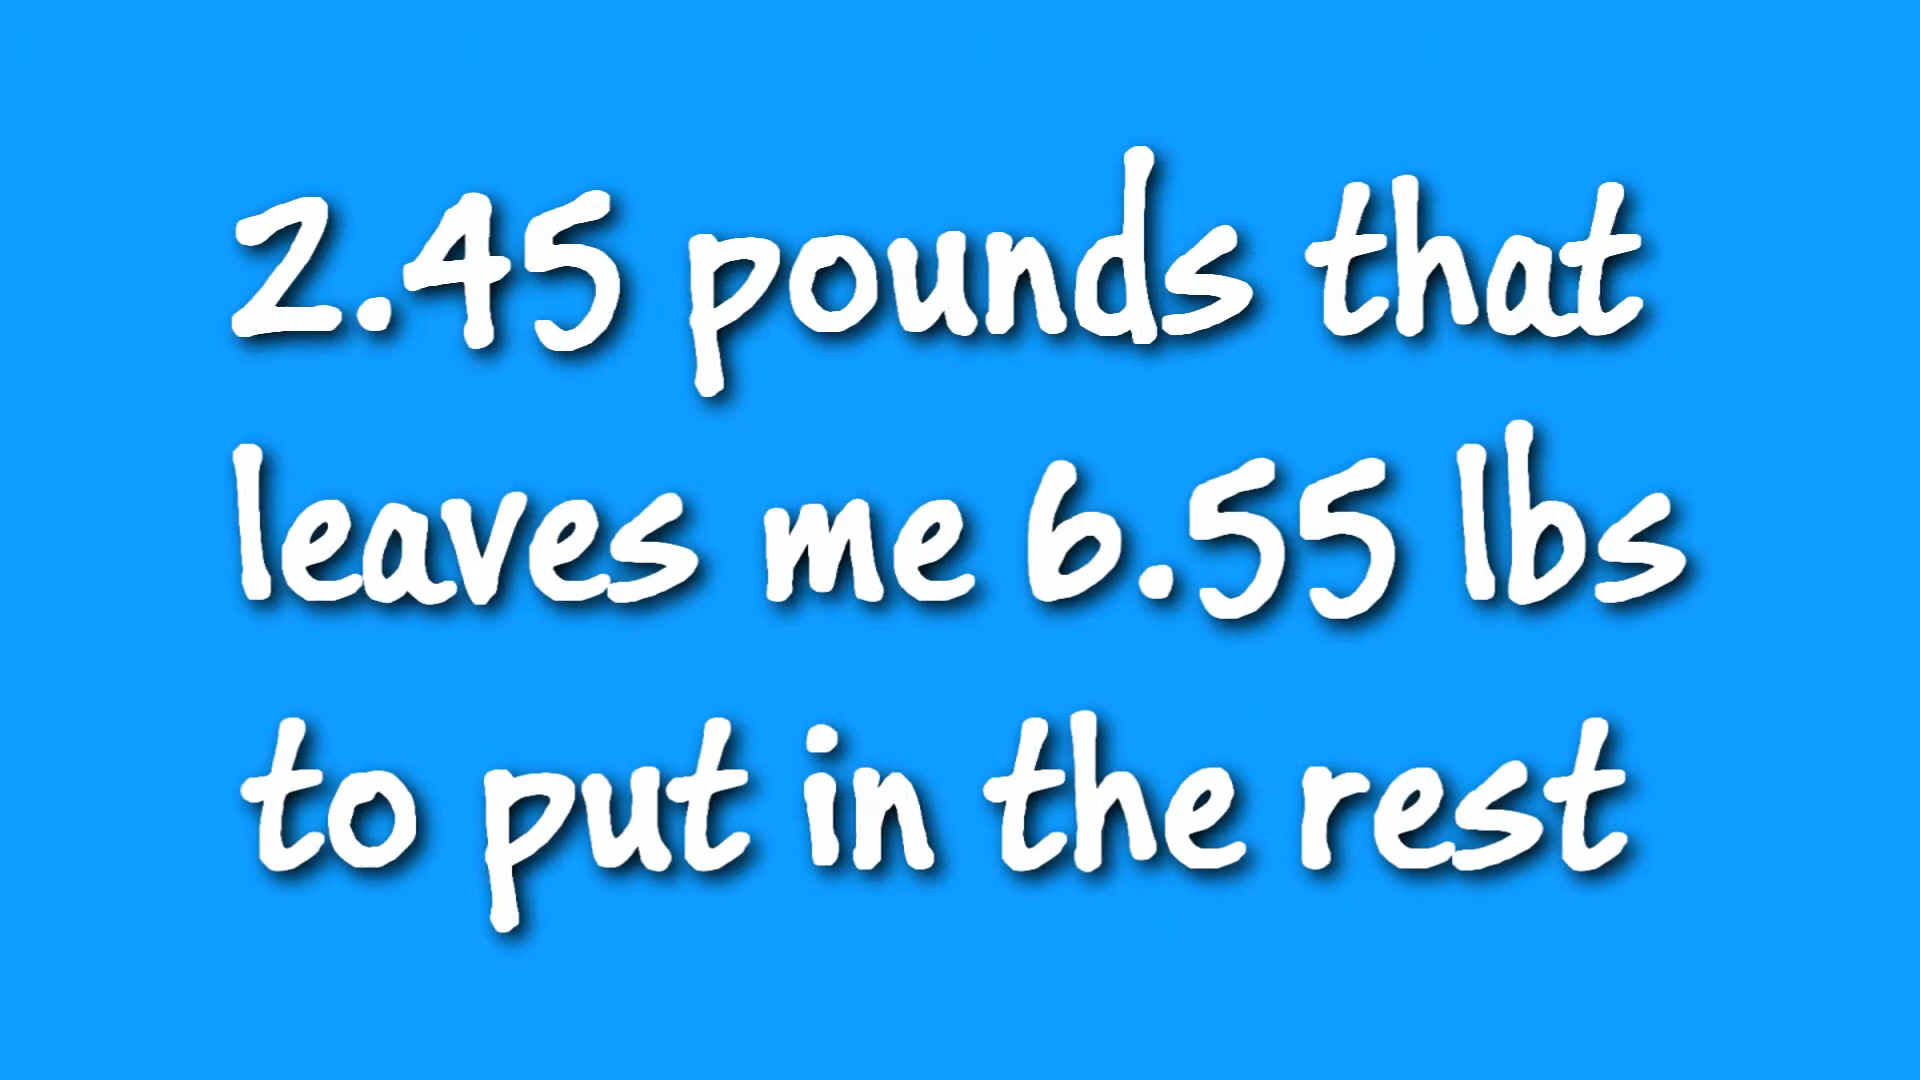 2.45 pounds that
leaves me 6.55 lbs
to put in the rest